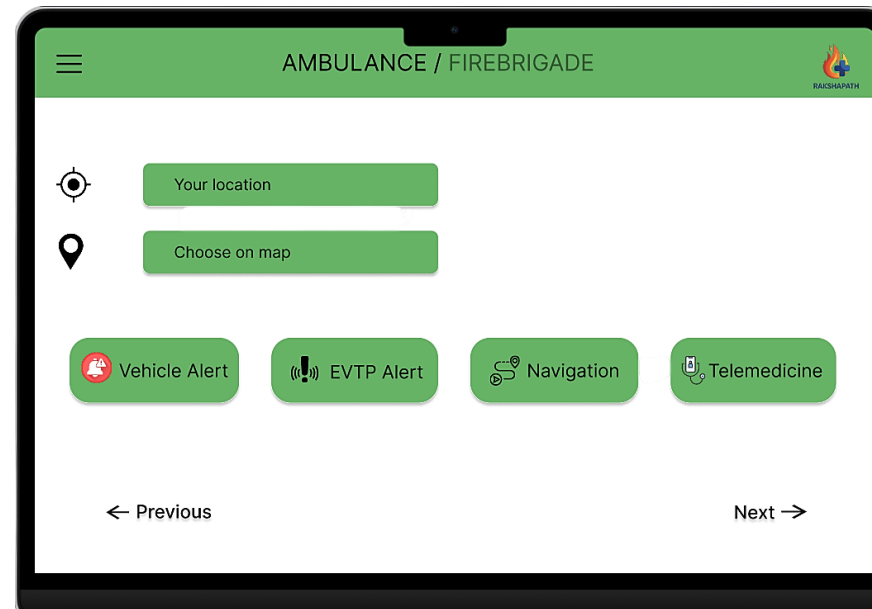 AMBULANCE / FIREBRIGADE
RAKSHAPATH
Your location
Choose on map
Vehicle Alert
EVTP Alert
Navigation
Telemedicine
← Previous
Next →